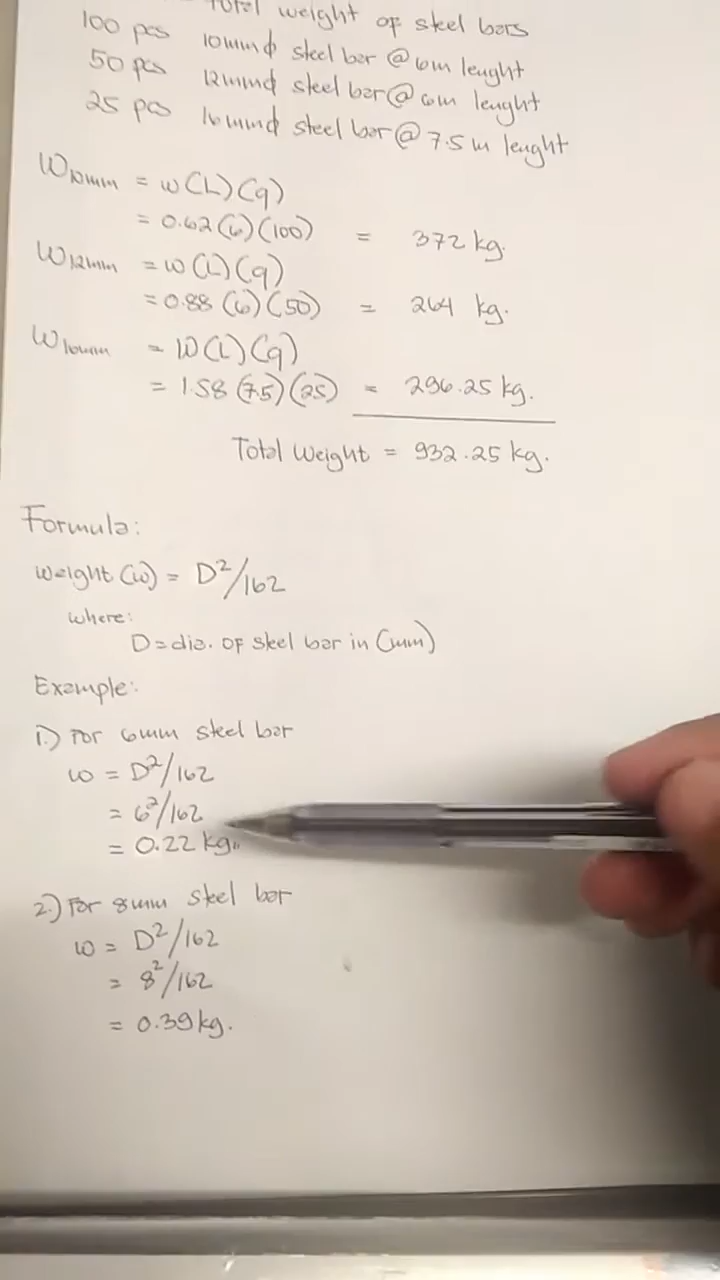 Total weight of steel bars
100 pcs 10mmφ steel bar @ 6m lenght
50 pcs 12mmφ steel bar @ 6m lenght
25 pcs 16mmφ steel bar @ 7.5 m lenght
W10mm = w(L)(q)
= 0.62(6)(100) = 372 kg.
W12mm = w(L)(q)
= 0.88 (6)(50) = 264 kg.
W16mm = W(L)(q)
= 1.58 (7.5)(25) = 296.25 kg.
Total Weight = 932.25 kg.
Formula:
weight (w) = D²/162
where:
D = dia. of steel bar in (mm)
Example:
1.) For 6mm steel bar
w = D²/162
= 6²/162
= 0.22 kg.
2.) For 8mm steel bar
w = D²/162
= 8²/162
= 0.39 kg.